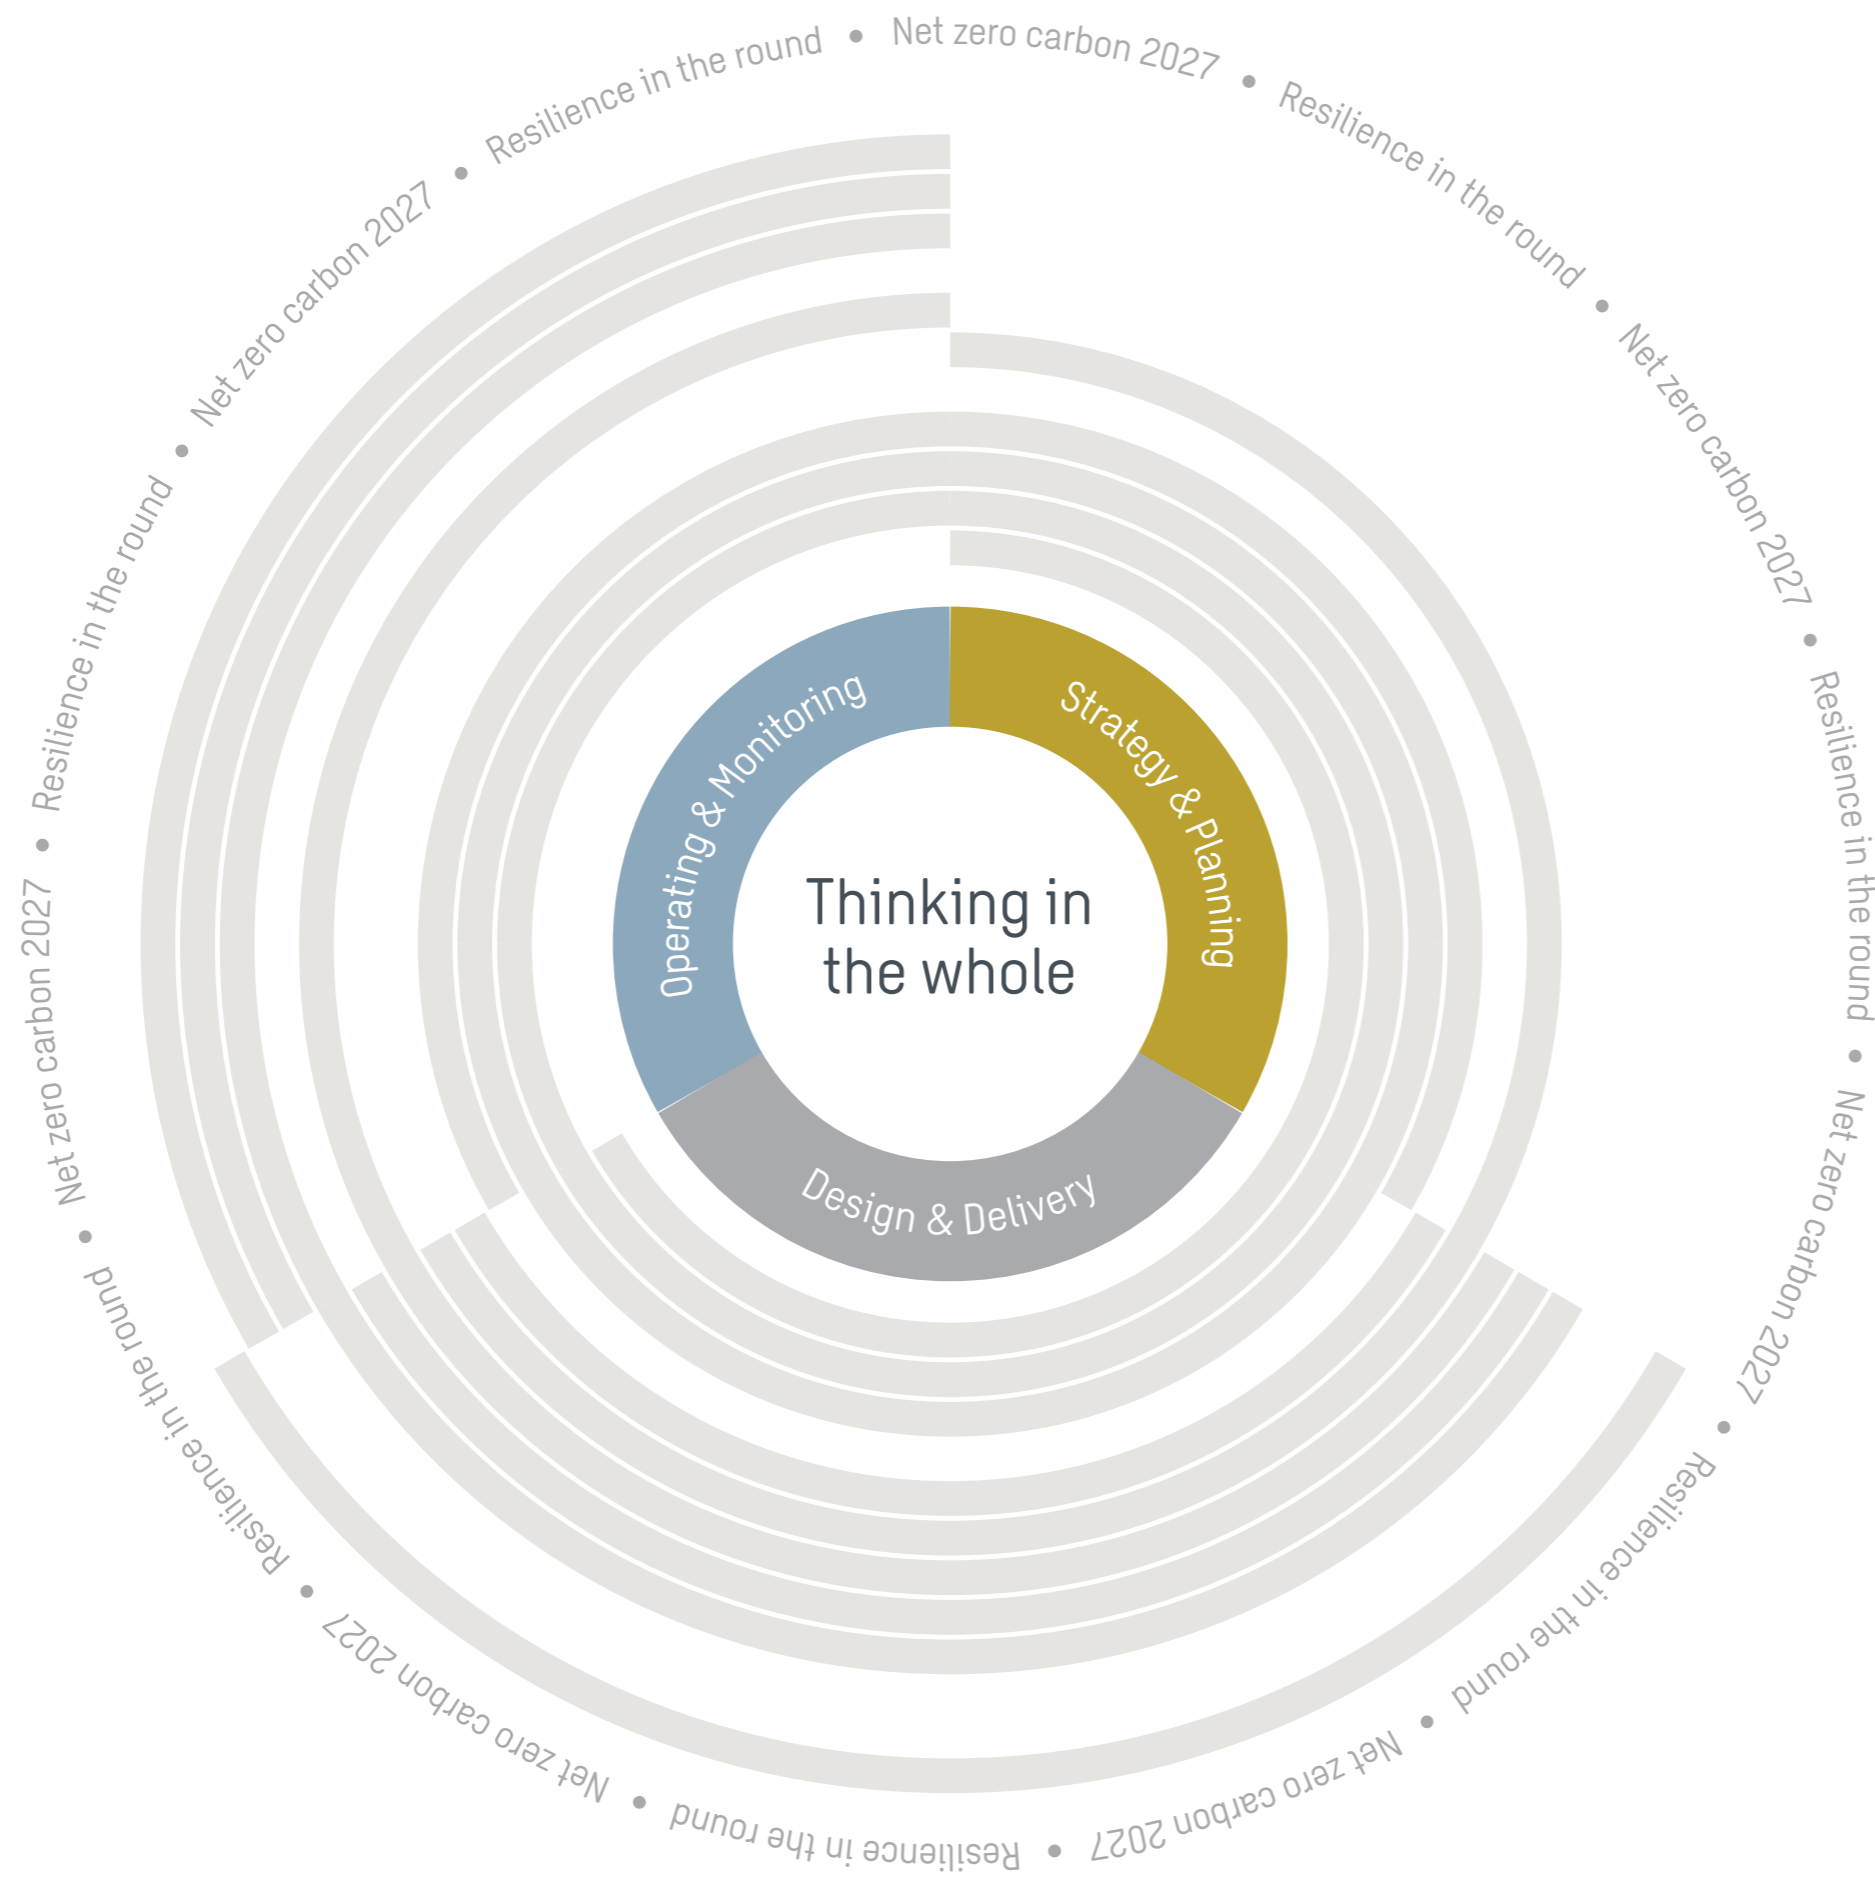 Net zero carbon 2027 • Resilience in the round • Net zero carbon 2027 • Resilience in the round • Net zero carbon 2027 • Resilience in the round • Net zero carbon 2027 • Resilience in the round • Net zero carbon 2027 • Resilience in the round • Net zero carbon 2027 • Resilience in the round • Net zero carbon 2027 • Resilience in the round •
Strategy & Planning
Design & Delivery
Operating & Monitoring
Thinking in
the whole